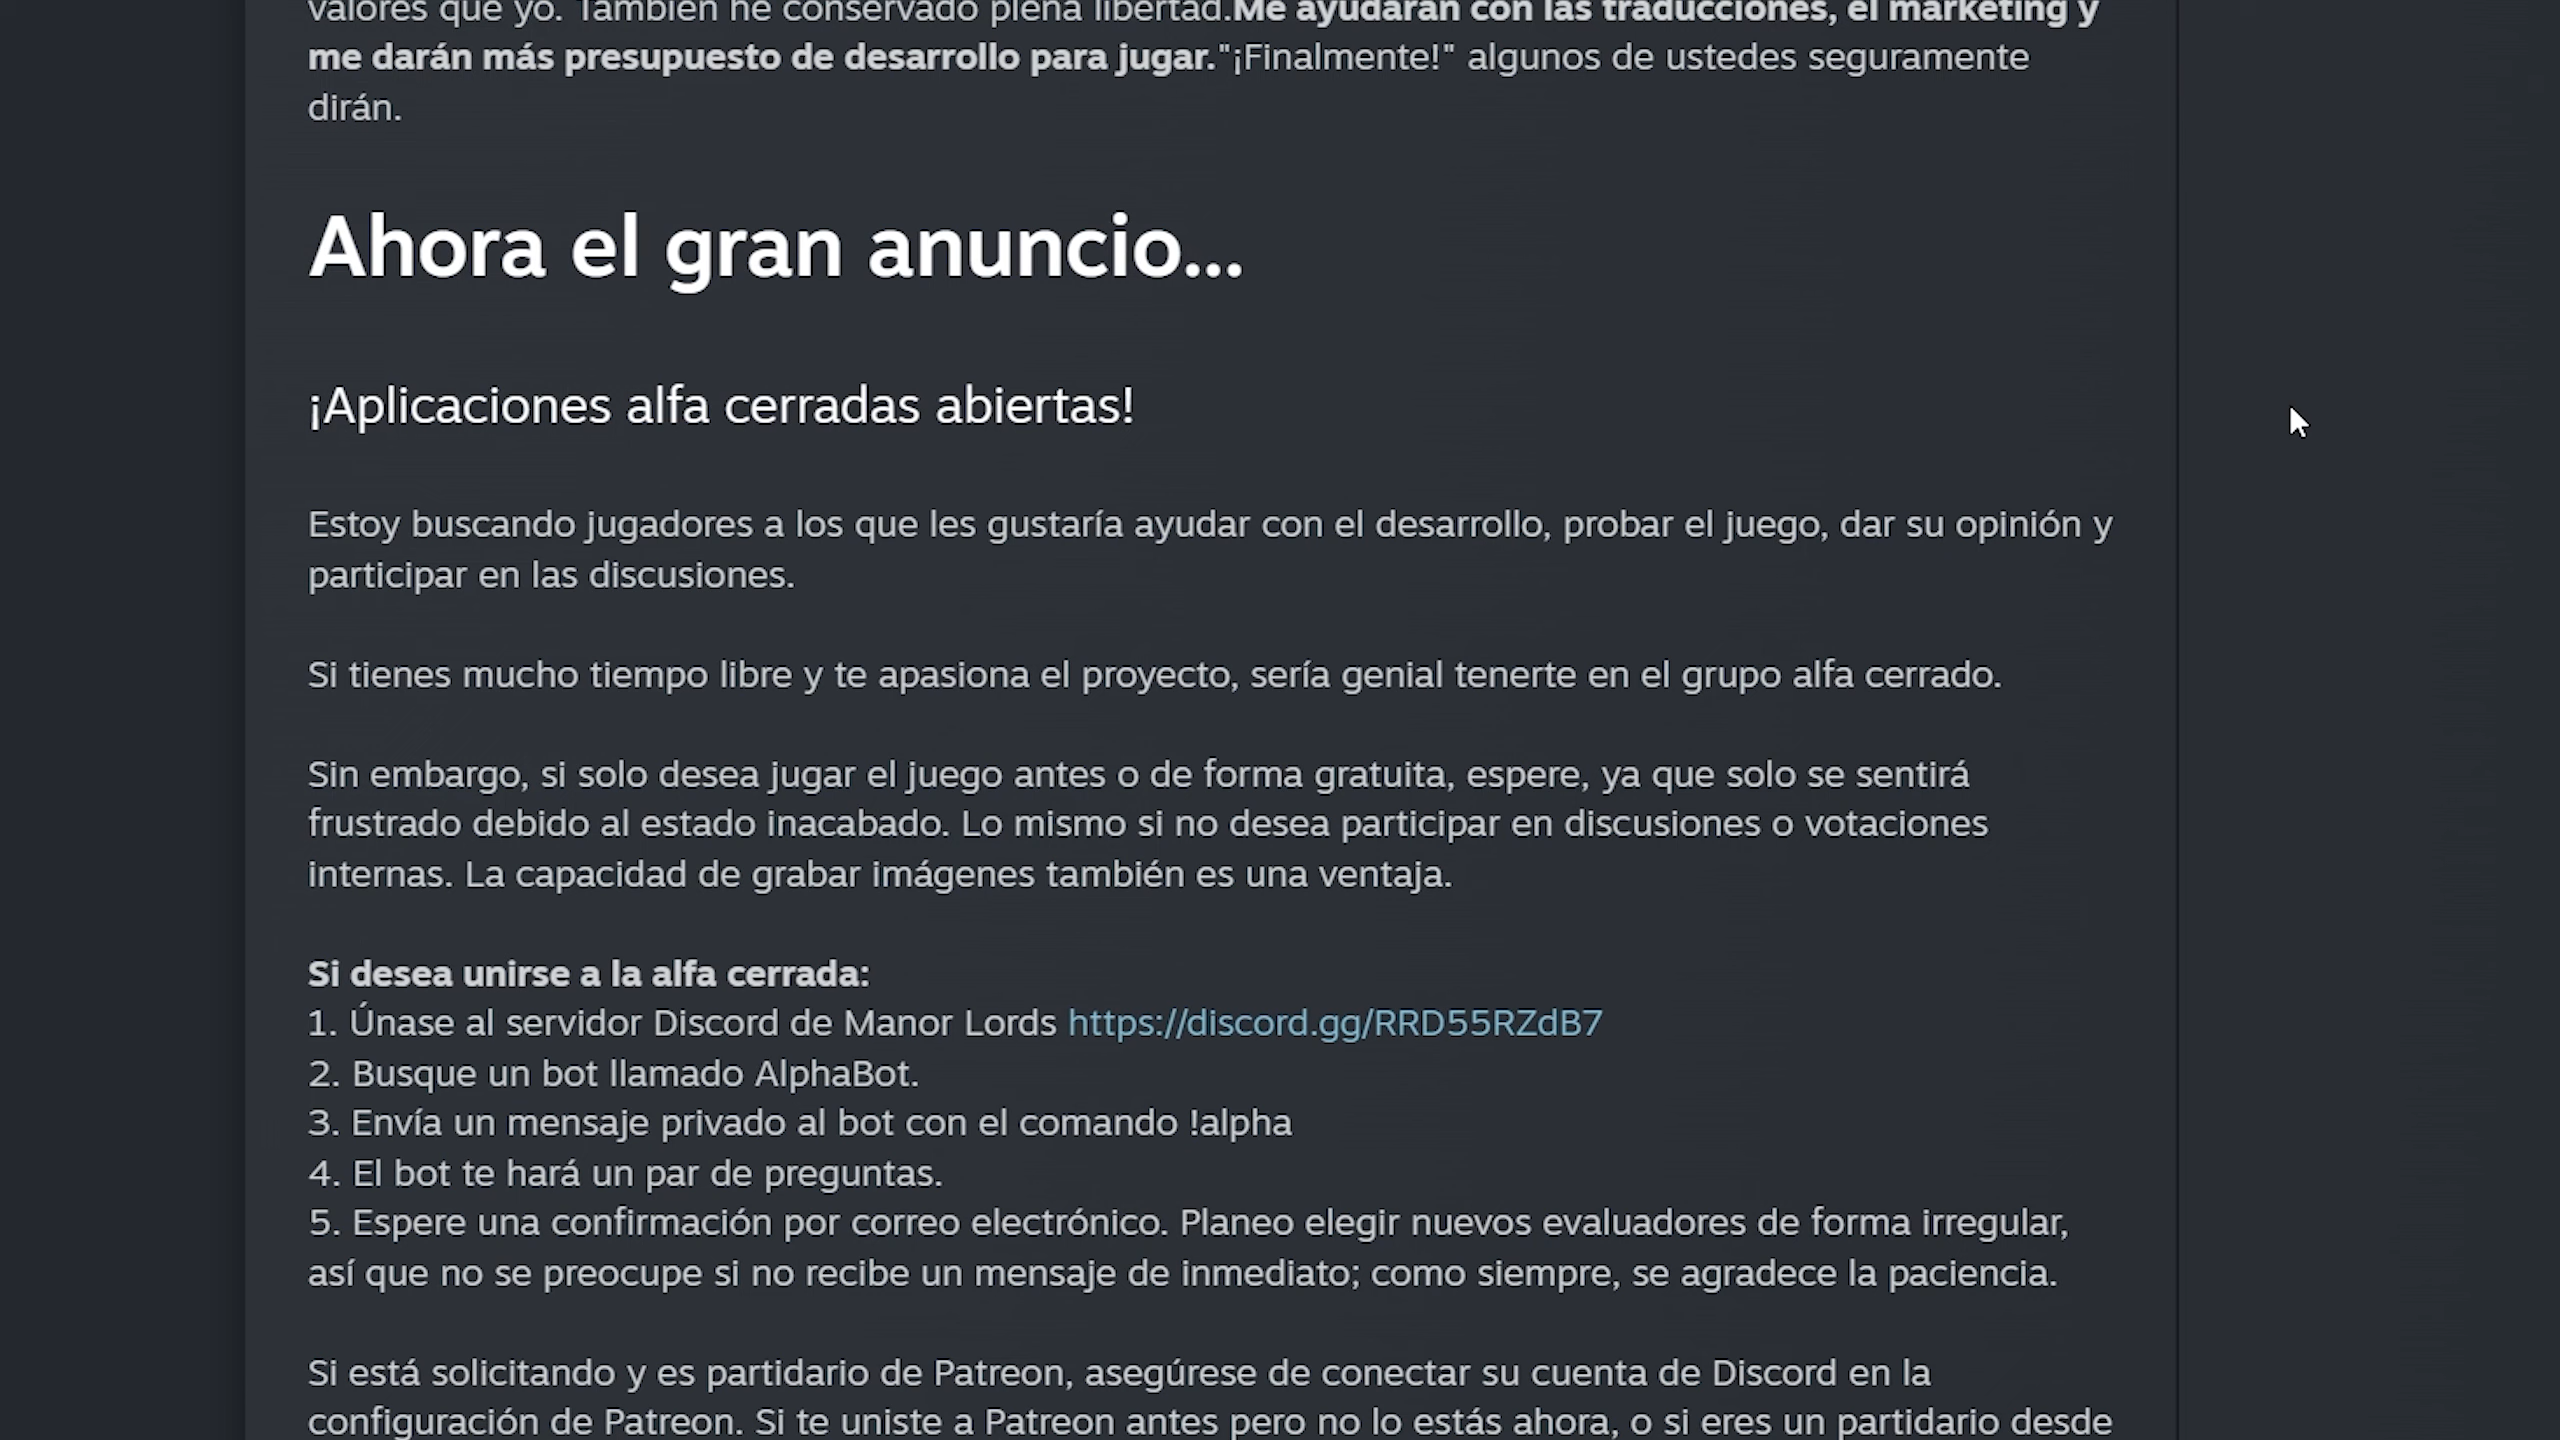 valores que yo. También he conservado plena libertad.Me ayudarán con las traducciones, el marketing y
me darán más presupuesto de desarrollo para jugar."¡Finalmente!" algunos de ustedes seguramente
dirán.
Ahora el gran anuncio...
¡Aplicaciones alfa cerradas abiertas!
Estoy buscando jugadores a los que les gustaría ayudar con el desarrollo, probar el juego, dar su opinión y
participar en las discusiones.
Si tienes mucho tiempo libre y te apasiona el proyecto, sería genial tenerte en el grupo alfa cerrado.
Sin embargo, si solo desea jugar el juego antes o de forma gratuita, espere, ya que solo se sentirá
frustrado debido al estado inacabado. Lo mismo si no desea participar en discusiones o votaciones
internas. La capacidad de grabar imágenes también es una ventaja.
Si desea unirse a la alfa cerrada:
1. Únase al servidor Discord de Manor Lords https://discord.gg/RRD55RZdB7
2. Busque un bot llamado AlphaBot.
3. Envía un mensaje privado al bot con el comando !alpha
4. El bot te hará un par de preguntas.
5. Espere una confirmación por correo electrónico. Planeo elegir nuevos evaluadores de forma irregular,
así que no se preocupe si no recibe un mensaje de inmediato; como siempre, se agradece la paciencia.
Si está solicitando y es partidario de Patreon, asegúrese de conectar su cuenta de Discord en la
configuración de Patreon. Si te uniste a Patreon antes pero no lo estás ahora, o si eres un partidario desde